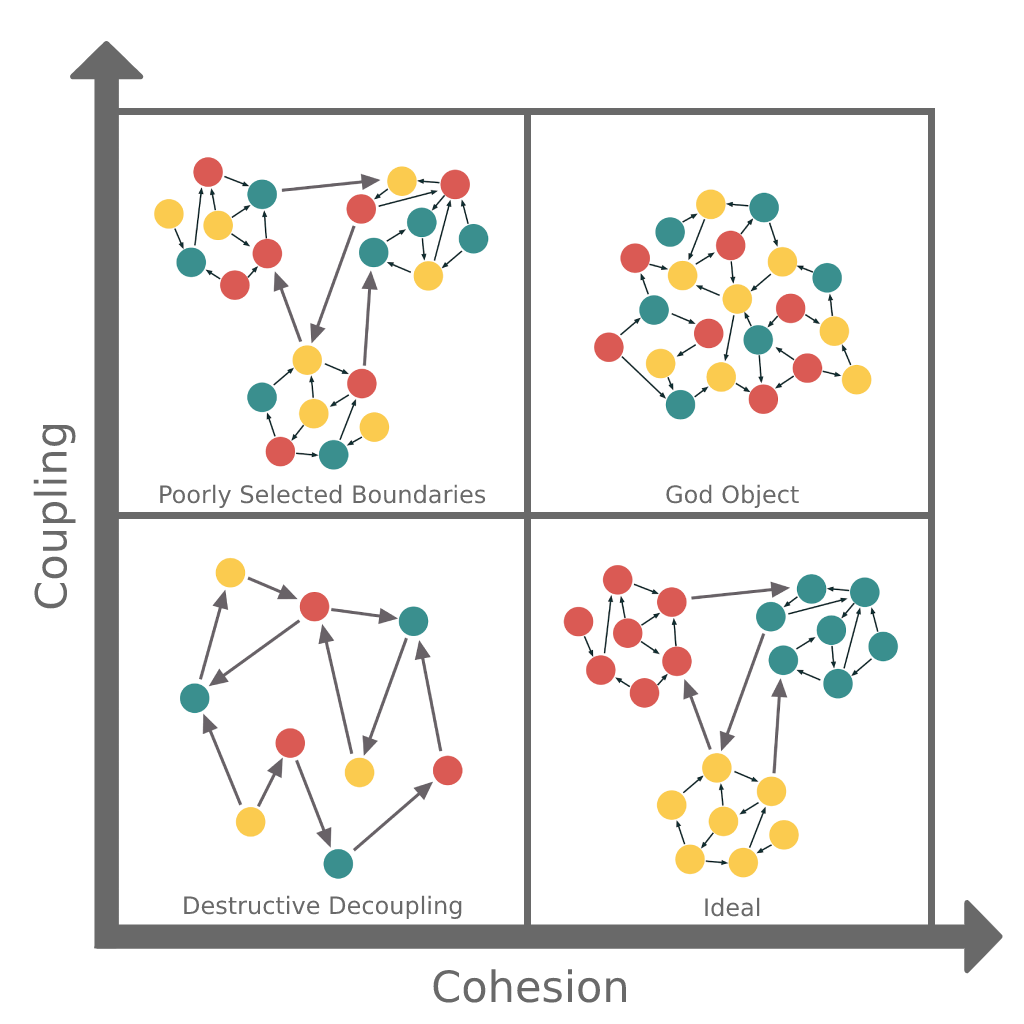 Coupling
Poorly Selected Boundaries
God Object
Destructive Decoupling
Ideal
Cohesion